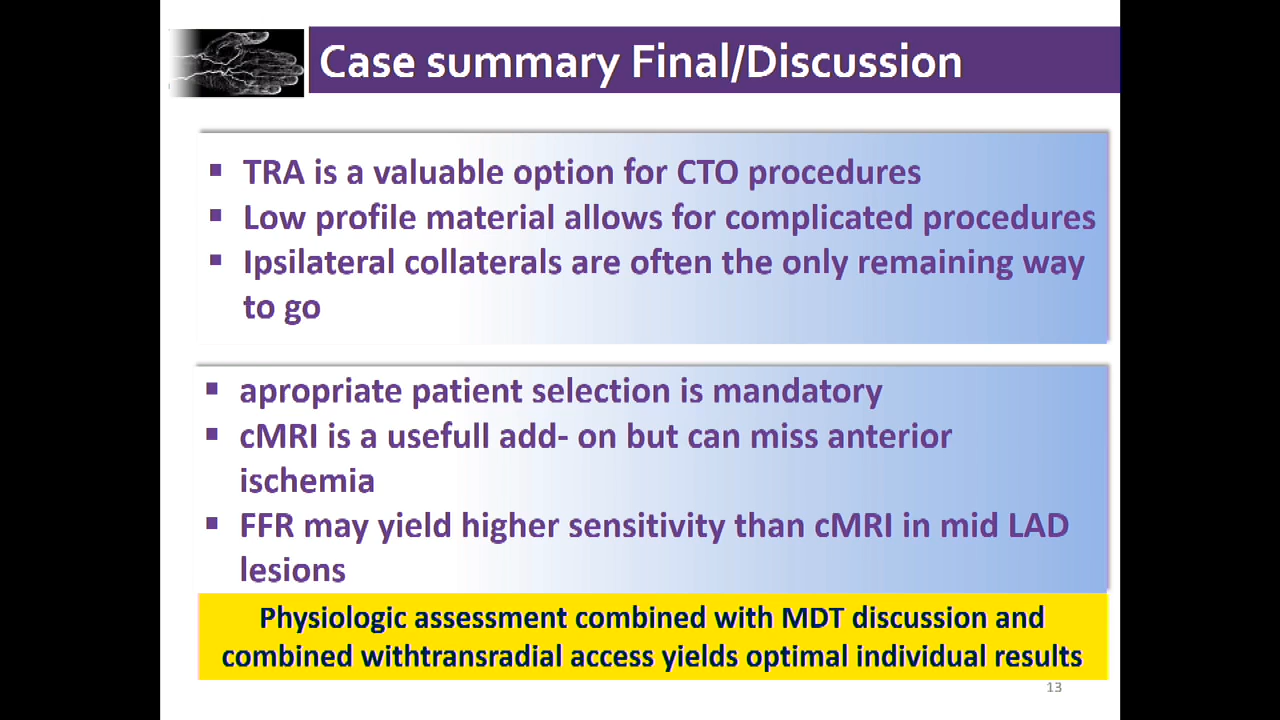 Case summary Final/Discussion
▪ TRA is a valuable option for CTO procedures
▪ Low profile material allows for complicated procedures
▪ Ipsilateral collaterals are often the only remaining way
to go
▪ apropriate patient selection is mandatory
▪ cMRI is a usefull add- on but can miss anterior
ischemia
▪ FFR may yield higher sensitivity than cMRI in mid LAD
lesions
Physiologic assessment combined with MDT discussion and
combined withtransradial access yields optimal individual results
13